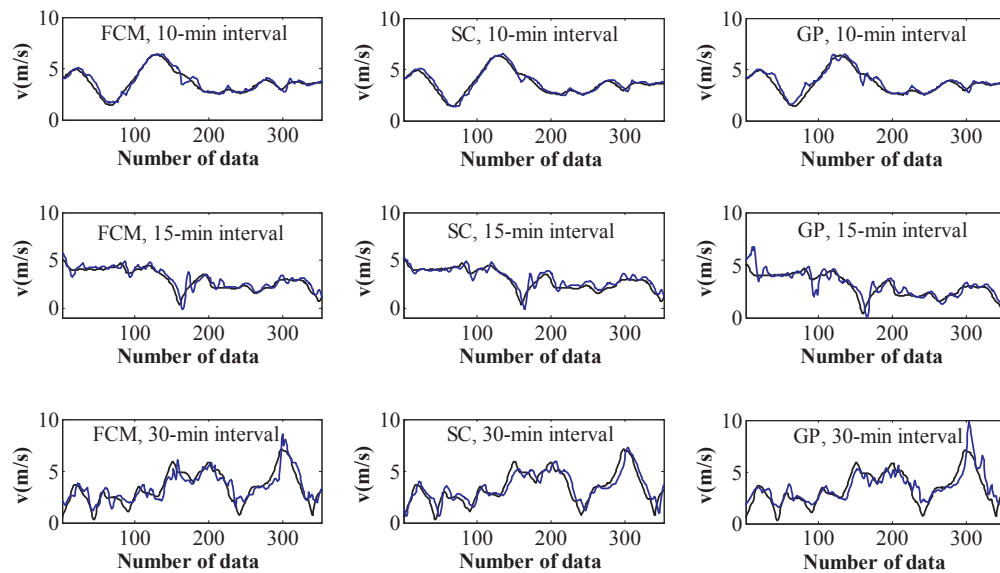 FCM, 10-min interval
v(m/s)
10
5
0
100 200 300
Number of data
SC, 10-min interval
v(m/s)
10
5
0
100 200 300
Number of data
GP, 10-min interval
v(m/s)
10
5
0
100 200 300
Number of data
FCM, 15-min interval
v(m/s)
10
5
0
100 200 300
Number of data
SC, 15-min interval
v(m/s)
10
5
0
100 200 300
Number of data
GP, 15-min interval
v(m/s)
10
5
0
100 200 300
Number of data
FCM, 30-min interval
v(m/s)
10
5
0
100 200 300
Number of data
SC, 30-min interval
v(m/s)
10
5
0
100 200 300
Number of data
GP, 30-min interval
v(m/s)
10
5
0
100 200 300
Number of data